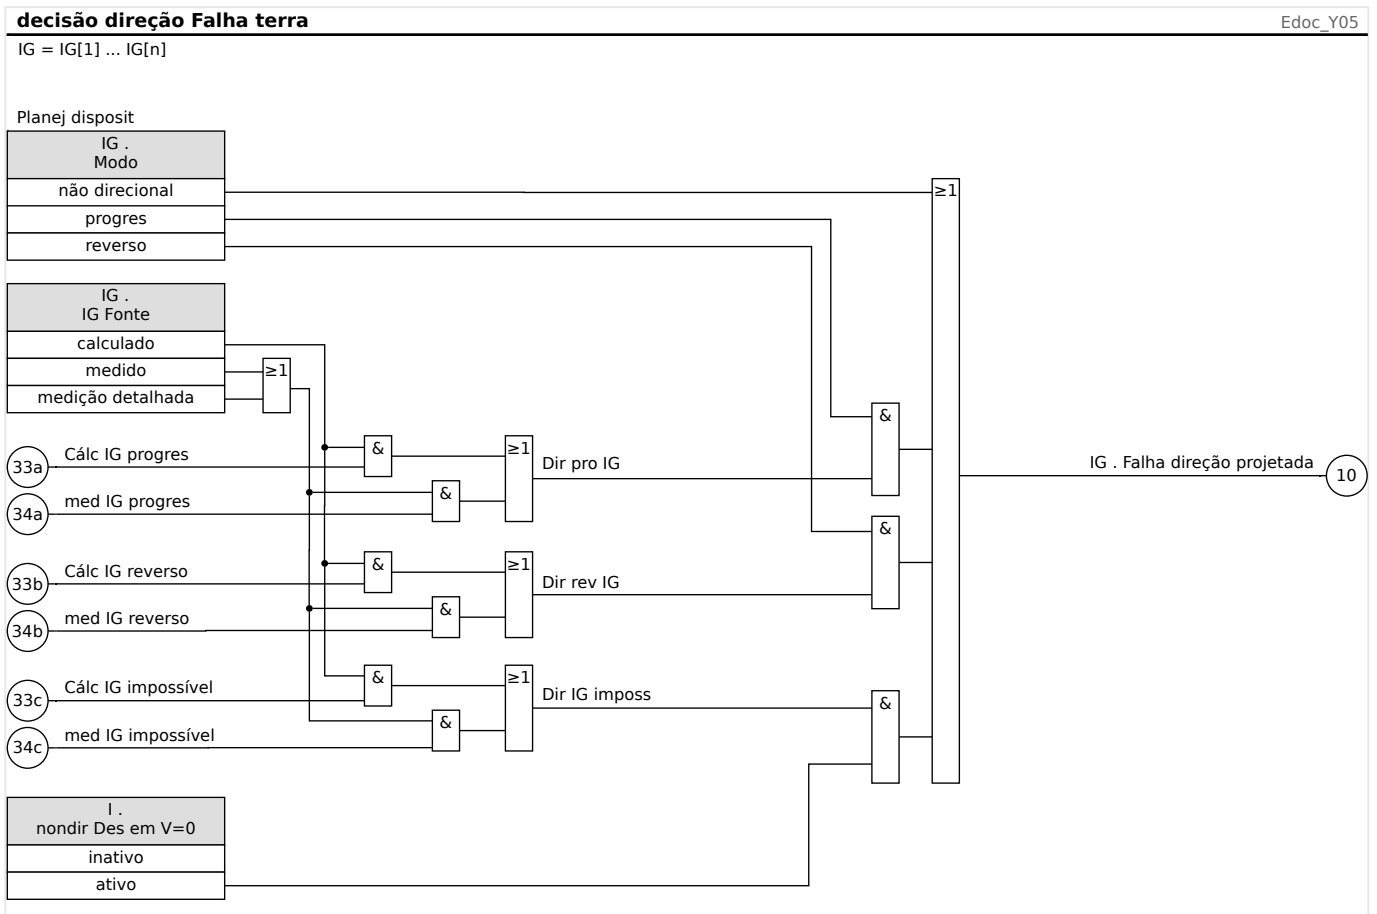 decisão direção Falha terra
Edoc_Y05
IG = IG[1] ... IG[n]
Planej disposit
IG .
Modo
não direcional
progres
reverso
≥1
IG .
IG Fonte
calculado
medido
medição detalhada
≥1
33a
Cálc IG progres
34a
med IG progres
&
&
≥1
Dir pro IG
&
33b
Cálc IG reverso
34b
med IG reverso
&
&
≥1
Dir rev IG
&
33c
Cálc IG impossível
34c
med IG impossível
&
&
≥1
Dir IG imposs
&
IG . Falha direção projetada
10
I .
nondir Des em V=0
inativo
ativo